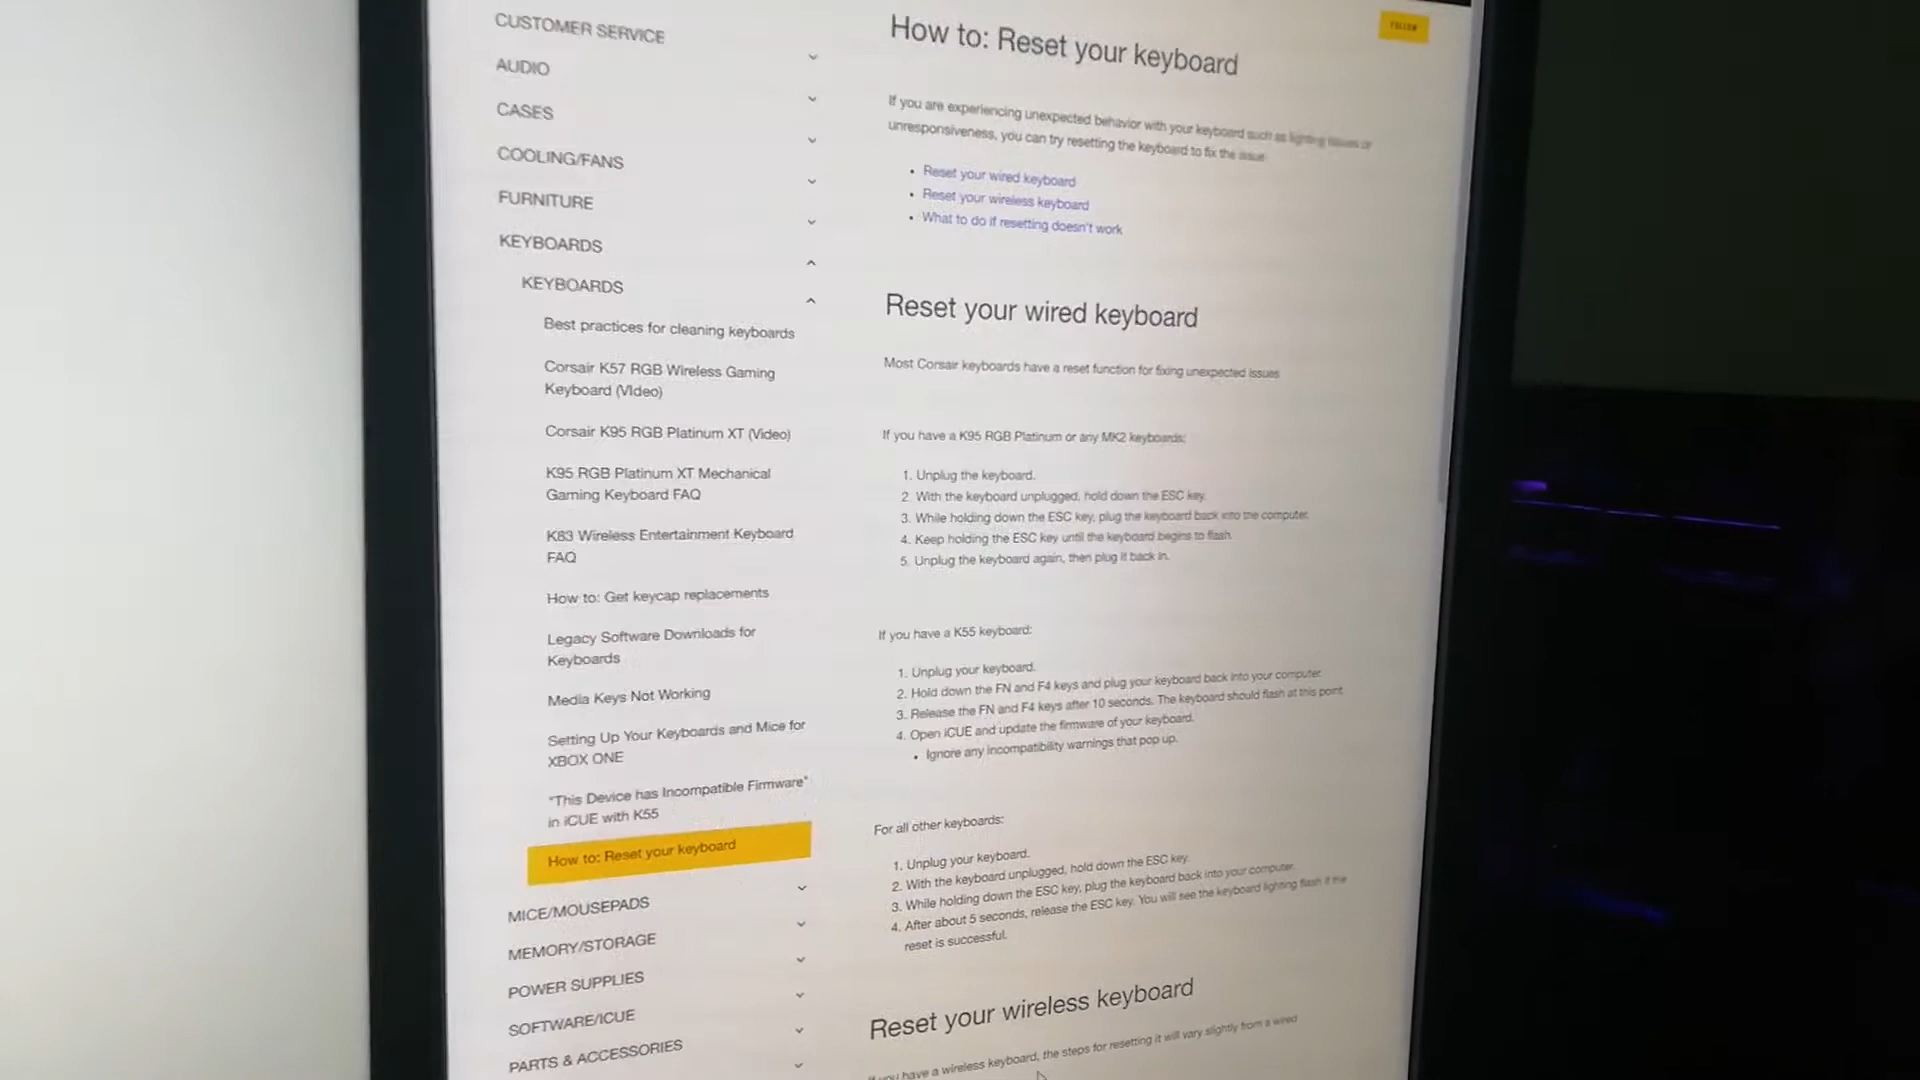 CUSTOMER SERVICE
AUDIO
CASES
COOLING/FANS
FURNITURE
KEYBOARDS
KEYBOARDS
Best practices for cleaning keyboards
Corsair K57 RGB Wireless Gaming
Keyboard (VIdeo)
Corsair K95 RGB Platinum XT (Video)
K95 RGB Platinum XT Mechanical
Gaming Keyboard FAQ
K83 Wireless Entertainment Keyboard
FAQ
How to: Get keycap replacements
Legacy Software Downloads for
Keyboards
Media Keys Not Working
Setting Up Your Keyboards and Mice for
XBOX ONE
"This Device has Incompatible Firmware"
in iCUE with K55
How to: Reset your keyboard
MICE/MOUSEPADS
MEMORY/STORAGE
POWER SUPPLIES
SOFTWARE/ICUE
PARTS & ACCESSORIES
FOLLOW
How to: Reset your keyboard
If you are experiencing unexpected behavior with your keyboard such as lighting issues or
unresponsiveness, you can try resetting the keyboard to fix the issue
• Reset your wired keyboard
• Reset your wireless keyboard
• What to do if resetting doesn't work
Reset your wired keyboard
Most Corsair keyboards have a reset function for fixing unexpected issues
If you have a K95 RGB Platinum or any MK2 keyboards:
1. Unplug the keyboard.
2. With the keyboard unplugged, hold down the ESC key.
3. While holding down the ESC key, plug the keyboard back into the computer.
4. Keep holding the ESC key until the keyboard begins to flash.
5. Unplug the keyboard again, then plug it back in.
If you have a K55 keyboard:
1. Unplug your keyboard.
2. Hold down the FN and F4 keys and plug your keyboard back into your computer.
3. Release the FN and F4 keys after 10 seconds. The keyboard should flash at this point.
4. Open iCUE and update the firmware of your keyboard.
• Ignore any incompatibility warnings that pop up.
For all other keyboards:
1. Unplug your keyboard.
2. With the keyboard unplugged, hold down the ESC key.
3. While holding down the ESC key, plug the keyboard back into your computer.
4. After about 5 seconds, release the ESC key. You will see the keyboard lighting flash if the
reset is successful.
Reset your wireless keyboard
If you have a wireless keyboard, the steps for resetting it will vary slightly from a wired